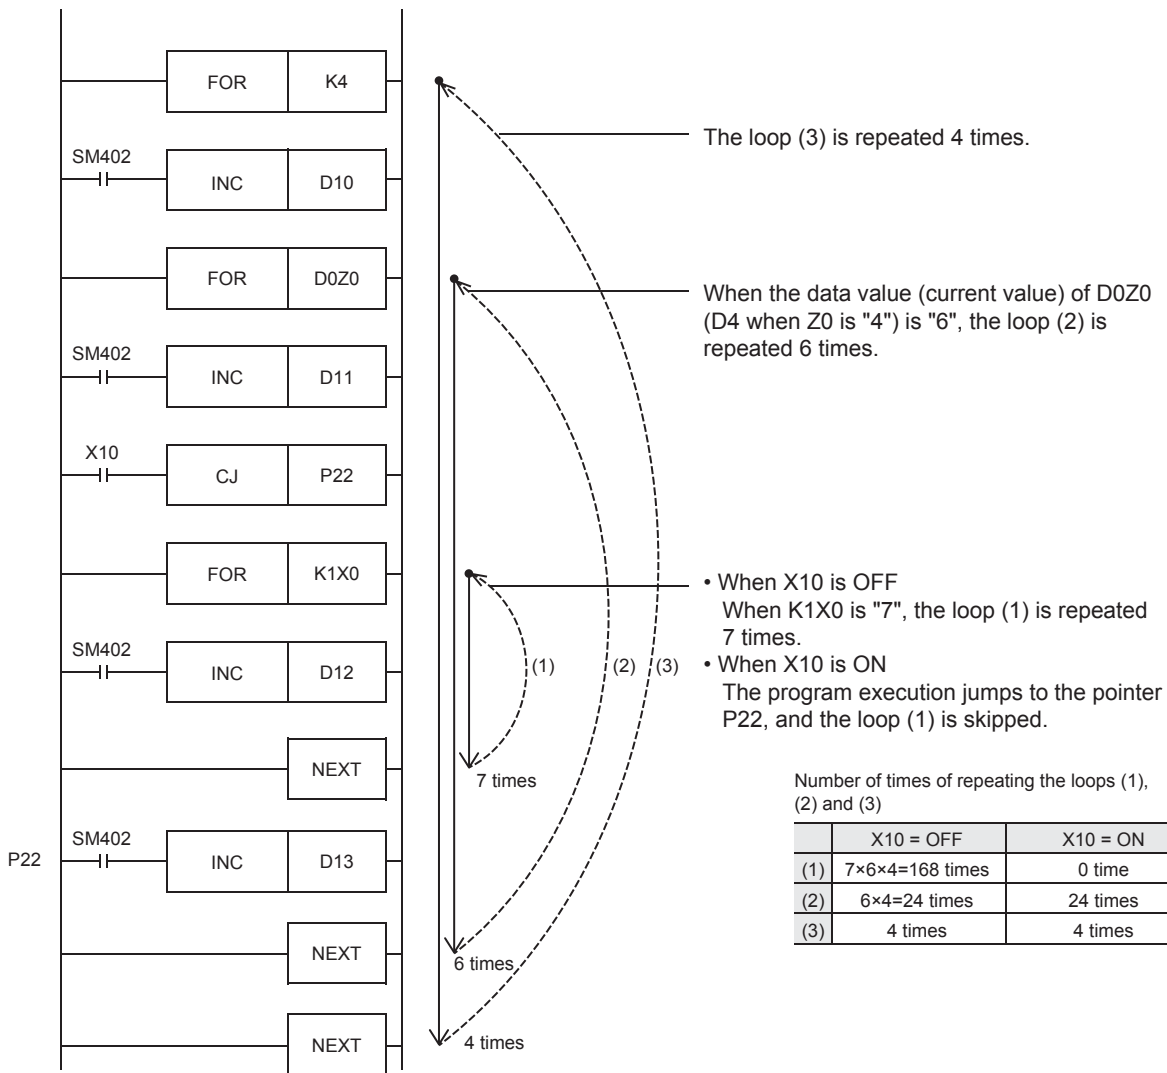 FOR K4
The loop (3) is repeated 4 times.
SM402
INC D10
FOR D0Z0
When the data value (current value) of D0Z0
(D4 when Z0 is "4") is "6", the loop (2) is
repeated 6 times.
SM402
INC D11
X10
CJ P22
FOR K1X0
• When X10 is OFF
When K1X0 is "7", the loop (1) is repeated
7 times.
SM402
INC D12
(1) (2) (3)
• When X10 is ON
The program execution jumps to the pointer
P22, and the loop (1) is skipped.
NEXT
7 times
Number of times of repeating the loops (1),
(2) and (3)
X10 = OFF X10 = ON
(1) 7×6×4=168 times 0 time
(2) 6×4=24 times 24 times
(3) 4 times 4 times
SM402
P22 INC D13
NEXT
6 times
NEXT
4 times